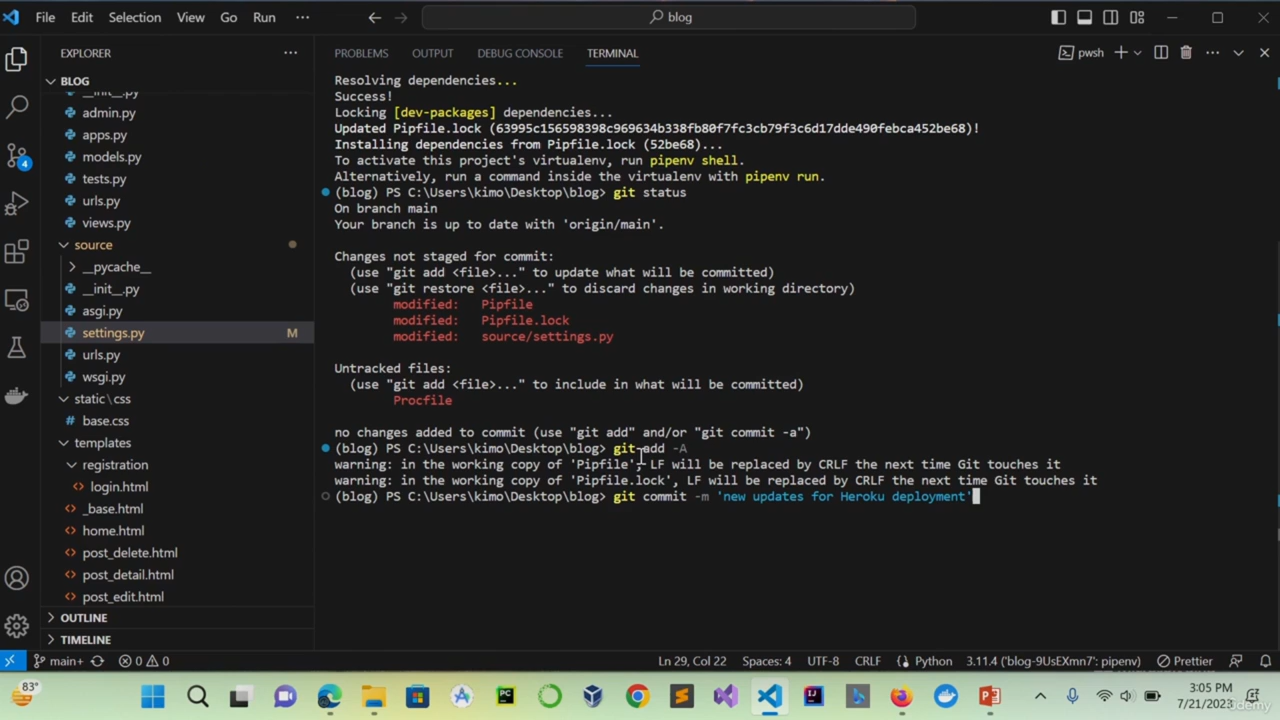 File Edit Selection View Go Run ··· blog
EXPLORER ···
BLOG
__init__.py
admin.py
apps.py
models.py
tests.py
urls.py
views.py
source
__pycache__
__init__.py
asgi.py
settings.py M
urls.py
wsgi.py
static\css
# base.css
templates
registration
<> login.html
<> _base.html
<> home.html
<> post_delete.html
<> post_detail.html
<> post_edit.html
OUTLINE
TIMELINE
4
PROBLEMS OUTPUT DEBUG CONSOLE TERMINAL pwsh
Resolving dependencies...
Success!
Locking [dev-packages] dependencies...
Updated Pipfile.lock (63995c156598398c969634b338fb80f7fc3cb79f3c6d17dde490febca452be68)!
Installing dependencies from Pipfile.lock (52be68)...
To activate this project's virtualenv, run pipenv shell.
Alternatively, run a command inside the virtualenv with pipenv run.
(blog) PS C:\Users\kimo\Desktop\blog> git status
On branch main
Your branch is up to date with 'origin/main'.
Changes not staged for commit:
(use "git add <file>..." to update what will be committed)
(use "git restore <file>..." to discard changes in working directory)
modified: Pipfile
modified: Pipfile.lock
modified: source/settings.py
Untracked files:
(use "git add <file>..." to include in what will be committed)
Procfile
no changes added to commit (use "git add" and/or "git commit -a")
(blog) PS C:\Users\kimo\Desktop\blog> git add -A
warning: in the working copy of 'Pipfile', LF will be replaced by CRLF the next time Git touches it
warning: in the working copy of 'Pipfile.lock', LF will be replaced by CRLF the next time Git touches it
(blog) PS C:\Users\kimo\Desktop\blog> git commit -m 'new updates for Heroku deployment'
main+ 0 0 Ln 29, Col 22 Spaces: 4 UTF-8 CRLF Python 3.11.4 ('blog-9UsEXmn7': pipenv) Prettier
83° PC 3:05 PM
7/21/2023
Udemy